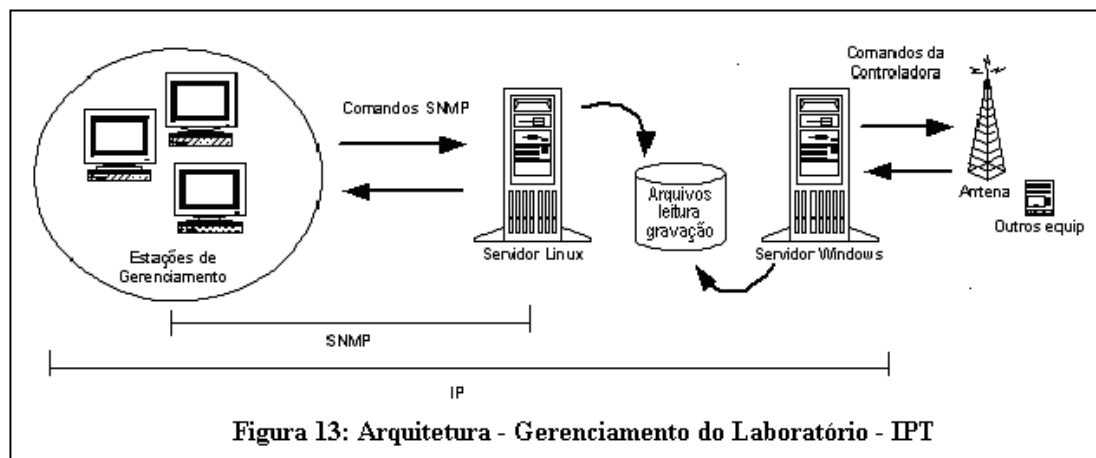 Comandos da
Controladora
Comandos SNMP
Arquivos
leitura
gravação
Antena
Outros equip
Estações de
Gerenciamento
Servidor Linux
Servidor Windows
SNMP
IP
Figura 13: Arquitetura - Gerenciamento do Laboratório - IPT